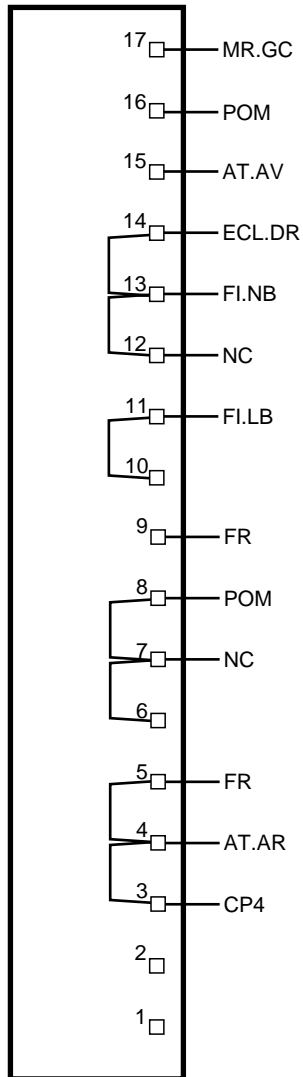 17 MR.GC
16 POM
15 AT.AV
14 ECL.DR
13 FI.NB
12 NC
11 FI.LB
10
9 FR
8 POM
7 NC
6
5 FR
4 AT.AR
3 CP4
2
1